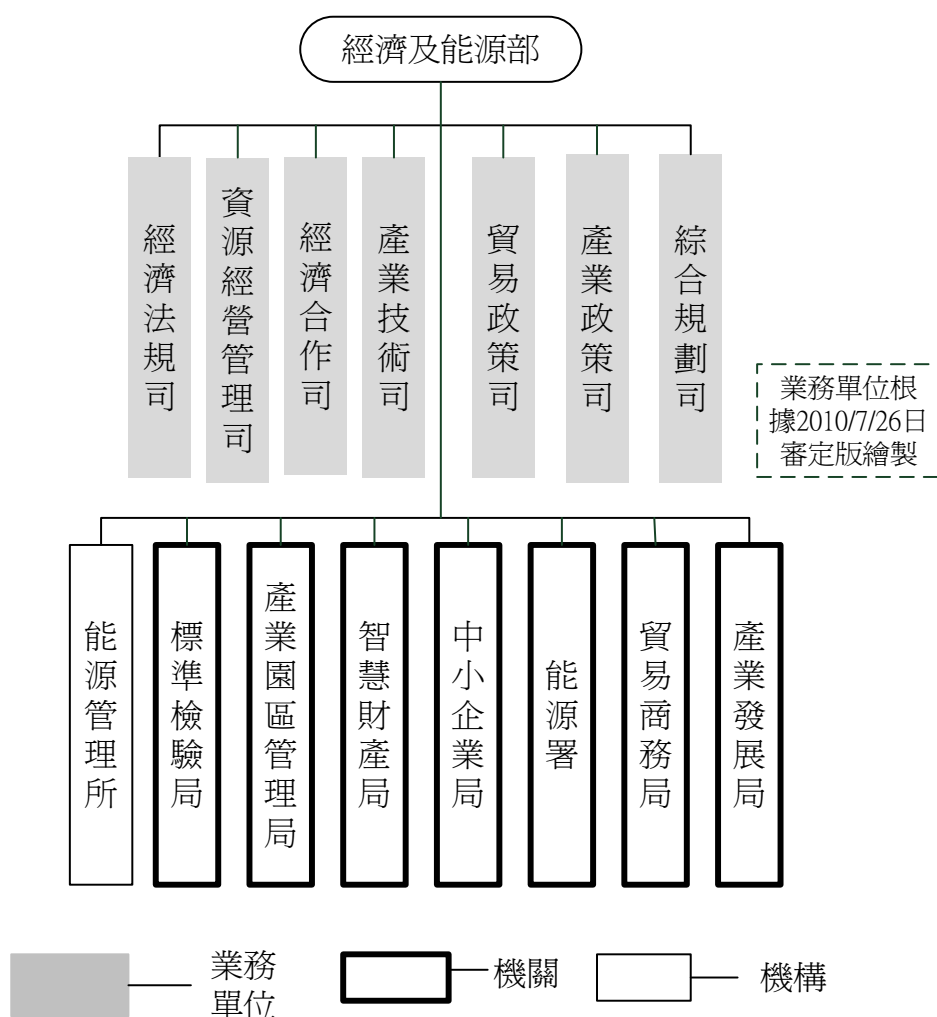 經濟及能源部
經濟法規司
資源經營管理司
經濟合作司
產業技術司
貿易政策司
產業政策司
綜合規劃司
業務單位根
據2010/7/26日
審定版繪製
能源管理所
標準檢驗局
產業園區管理局
智慧財產局
中小企業局
能源署
貿易商務局
產業發展局
業務
單位
機關
機構